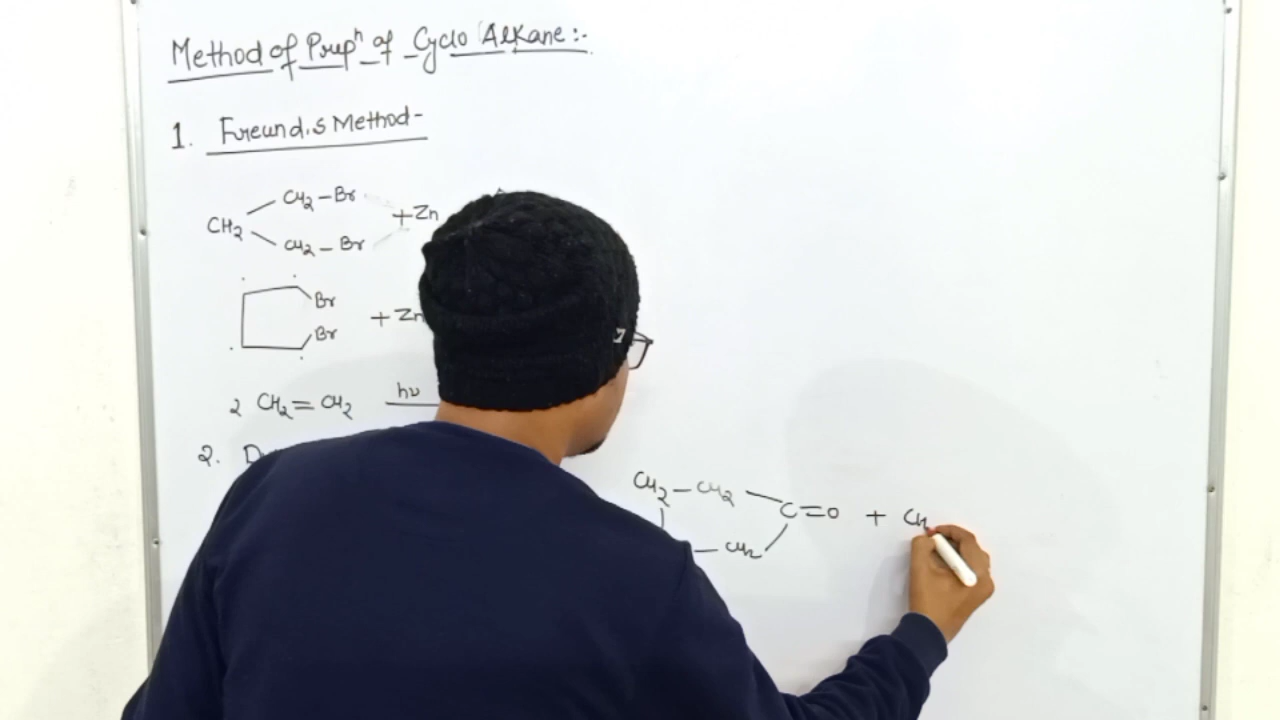 Method of Prepⁿ of Cyclo Alkane :-
1. Freund's Method -
CH₂ – Br
CH₂ + Zn
CH₂ – Br
Br
+ Zn
Br
2 CH₂ = CH₂ hυ
2. D
CH₂ – CH₂
C = O + CH
– CH₂